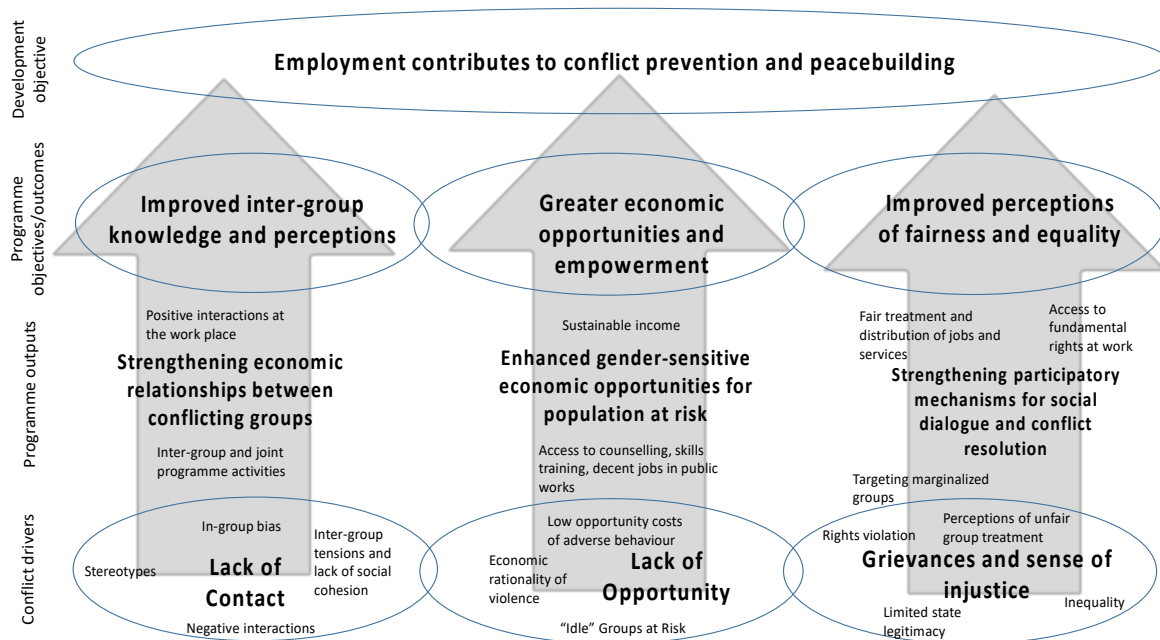 Development
objective
Employment contributes to conflict prevention and peacebuilding
Programme
objectives/outcomes
Improved inter-group
knowledge and perceptions
Greater economic
opportunities and
empowerment
Improved perceptions
of fairness and equality
Programme outputs
Positive interactions at
the work place
Strengthening economic
relationships between
conflicting groups
Inter-group and joint
programme activities
Sustainable income
Enhanced gender-sensitive
economic opportunities for
population at risk
Access to counselling, skills
training, decent jobs in public
works
Fair treatment and
distribution of jobs and
services
Access to
fundamental
rights at work
Strengthening participatory
mechanisms for social
dialogue and conflict
resolution
Targeting marginalized
groups
Conflict drivers
In-group bias
Stereotypes
Inter-group
tensions and
lack of social
cohesion
Lack of
Contact
Negative interactions
Low opportunity costs
of adverse behaviour
Economic
rationality of
violence
Lack of
Opportunity
“Idle” Groups at Risk
Rights violation
Perceptions of unfair
group treatment
Grievances and sense of
injustice
Inequality
Limited state
legitimacy